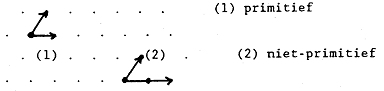 (1) primitief
(1) (2) (2) niet-primitief